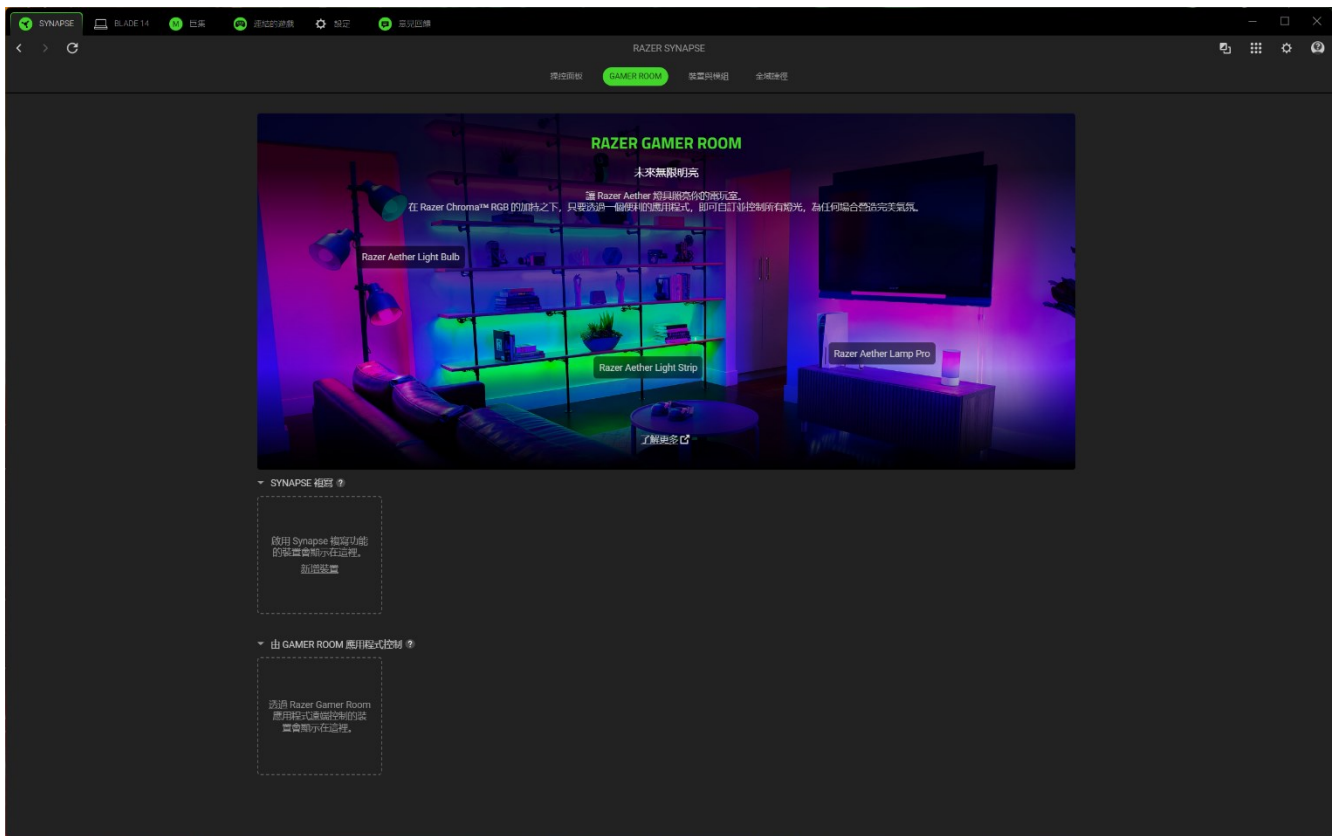 SYNAPSE
BLADE 14
巨集
連結的遊戲
設定
意見回饋
RAZER SYNAPSE
操控面板
GAMER ROOM
裝置與模組
全域捷徑
RAZER GAMER ROOM
未來無限明亮
讓 Razer Aether 燈具照亮你的電玩室。
在 Razer Chroma™ RGB 的加持之下，只要透過一個便利的應用程式，即可自訂並控制所有燈光，為任何場合營造完美氣氛。
Razer Aether Light Bulb
Razer Aether Lamp Pro
Razer Aether Light Strip
了解更多
SYNAPSE 複寫 ?
啟用 Synapse 複寫功能
的裝置會顯示在這裡。
新增裝置
由 GAMER ROOM 應用程式控制 ?
透過 Razer Gamer Room
應用程式遠端控制的裝
置會顯示在這裡。